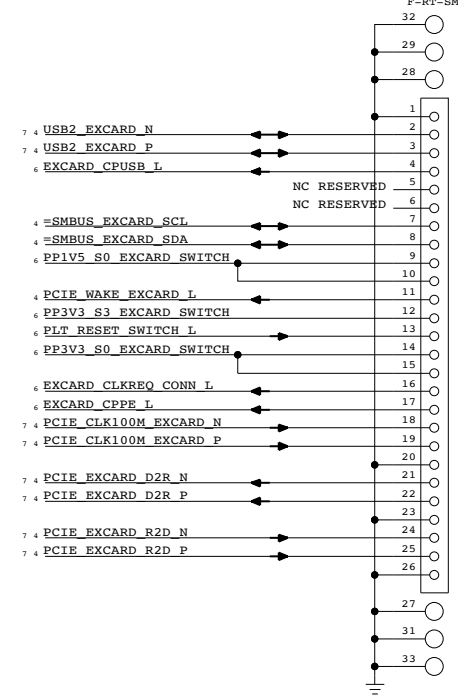 F-RT-SM
32
29
28
1
7 4 USB2_EXCARD_N 2
7 4 USB2_EXCARD_P 3
6 EXCARD_CPUSB_L 4
NC RESERVED 5
NC RESERVED 6
4 =SMBUS_EXCARD_SCL 7
4 =SMBUS_EXCARD_SDA 8
6 PP1V5_S0_EXCARD_SWITCH 9
10
4 PCIE_WAKE_EXCARD_L 11
6 PP3V3_S3_EXCARD_SWITCH 12
6 PLT_RESET_SWITCH_L 13
6 PP3V3_S0_EXCARD_SWITCH 14
15
6 EXCARD_CLKREQ_CONN_L 16
6 EXCARD_CPPE_L 17
7 4 PCIE_CLK100M_EXCARD_N 18
7 4 PCIE_CLK100M_EXCARD_P 19
20
7 4 PCIE_EXCARD_D2R_N 21
7 4 PCIE_EXCARD_D2R_P 22
23
7 4 PCIE_EXCARD_R2D_N 24
7 4 PCIE_EXCARD_R2D_P 25
26
27
31
33